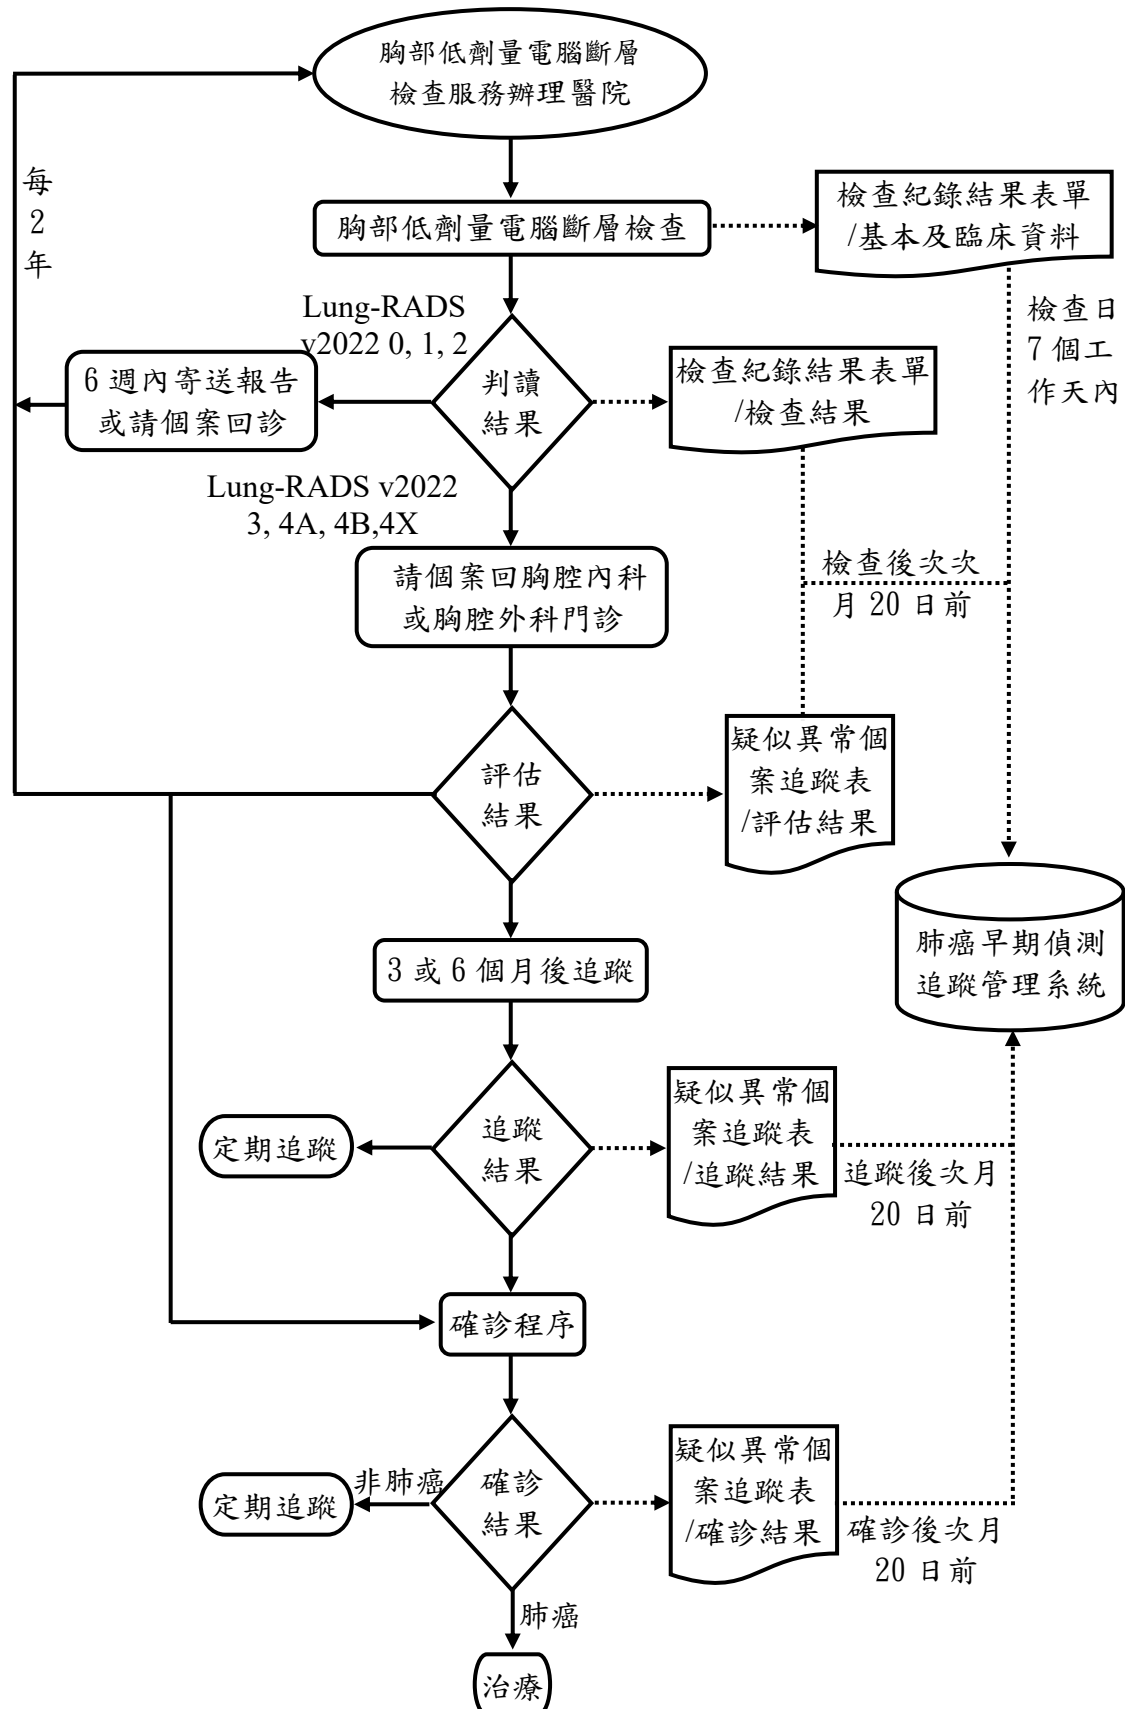 胸部低劑量電腦斷層
檢查服務辦理醫院
每
2
年
胸部低劑量電腦斷層檢查
檢查紀錄結果表單
/基本及臨床資料
檢查日
7 個工
作天內
Lung-RADS
v2022 0, 1, 2
6 週內寄送報告
或請個案回診
判讀
結果
檢查紀錄結果表單
/檢查結果
Lung-RADS v2022
3, 4A, 4B,4X
請個案回胸腔內科
或胸腔外科門診
檢查後次次
月 20 日前
評估
結果
疑似異常個
案追蹤表
/評估結果
肺癌早期偵測
追蹤管理系統
3 或 6 個月後追蹤
定期追蹤
追蹤
結果
疑似異常個
案追蹤表
/追蹤結果
追蹤後次月
20 日前
確診程序
定期追蹤
非肺癌
確診
結果
疑似異常個
案追蹤表
/確診結果
確診後次月
20 日前
肺癌
治療